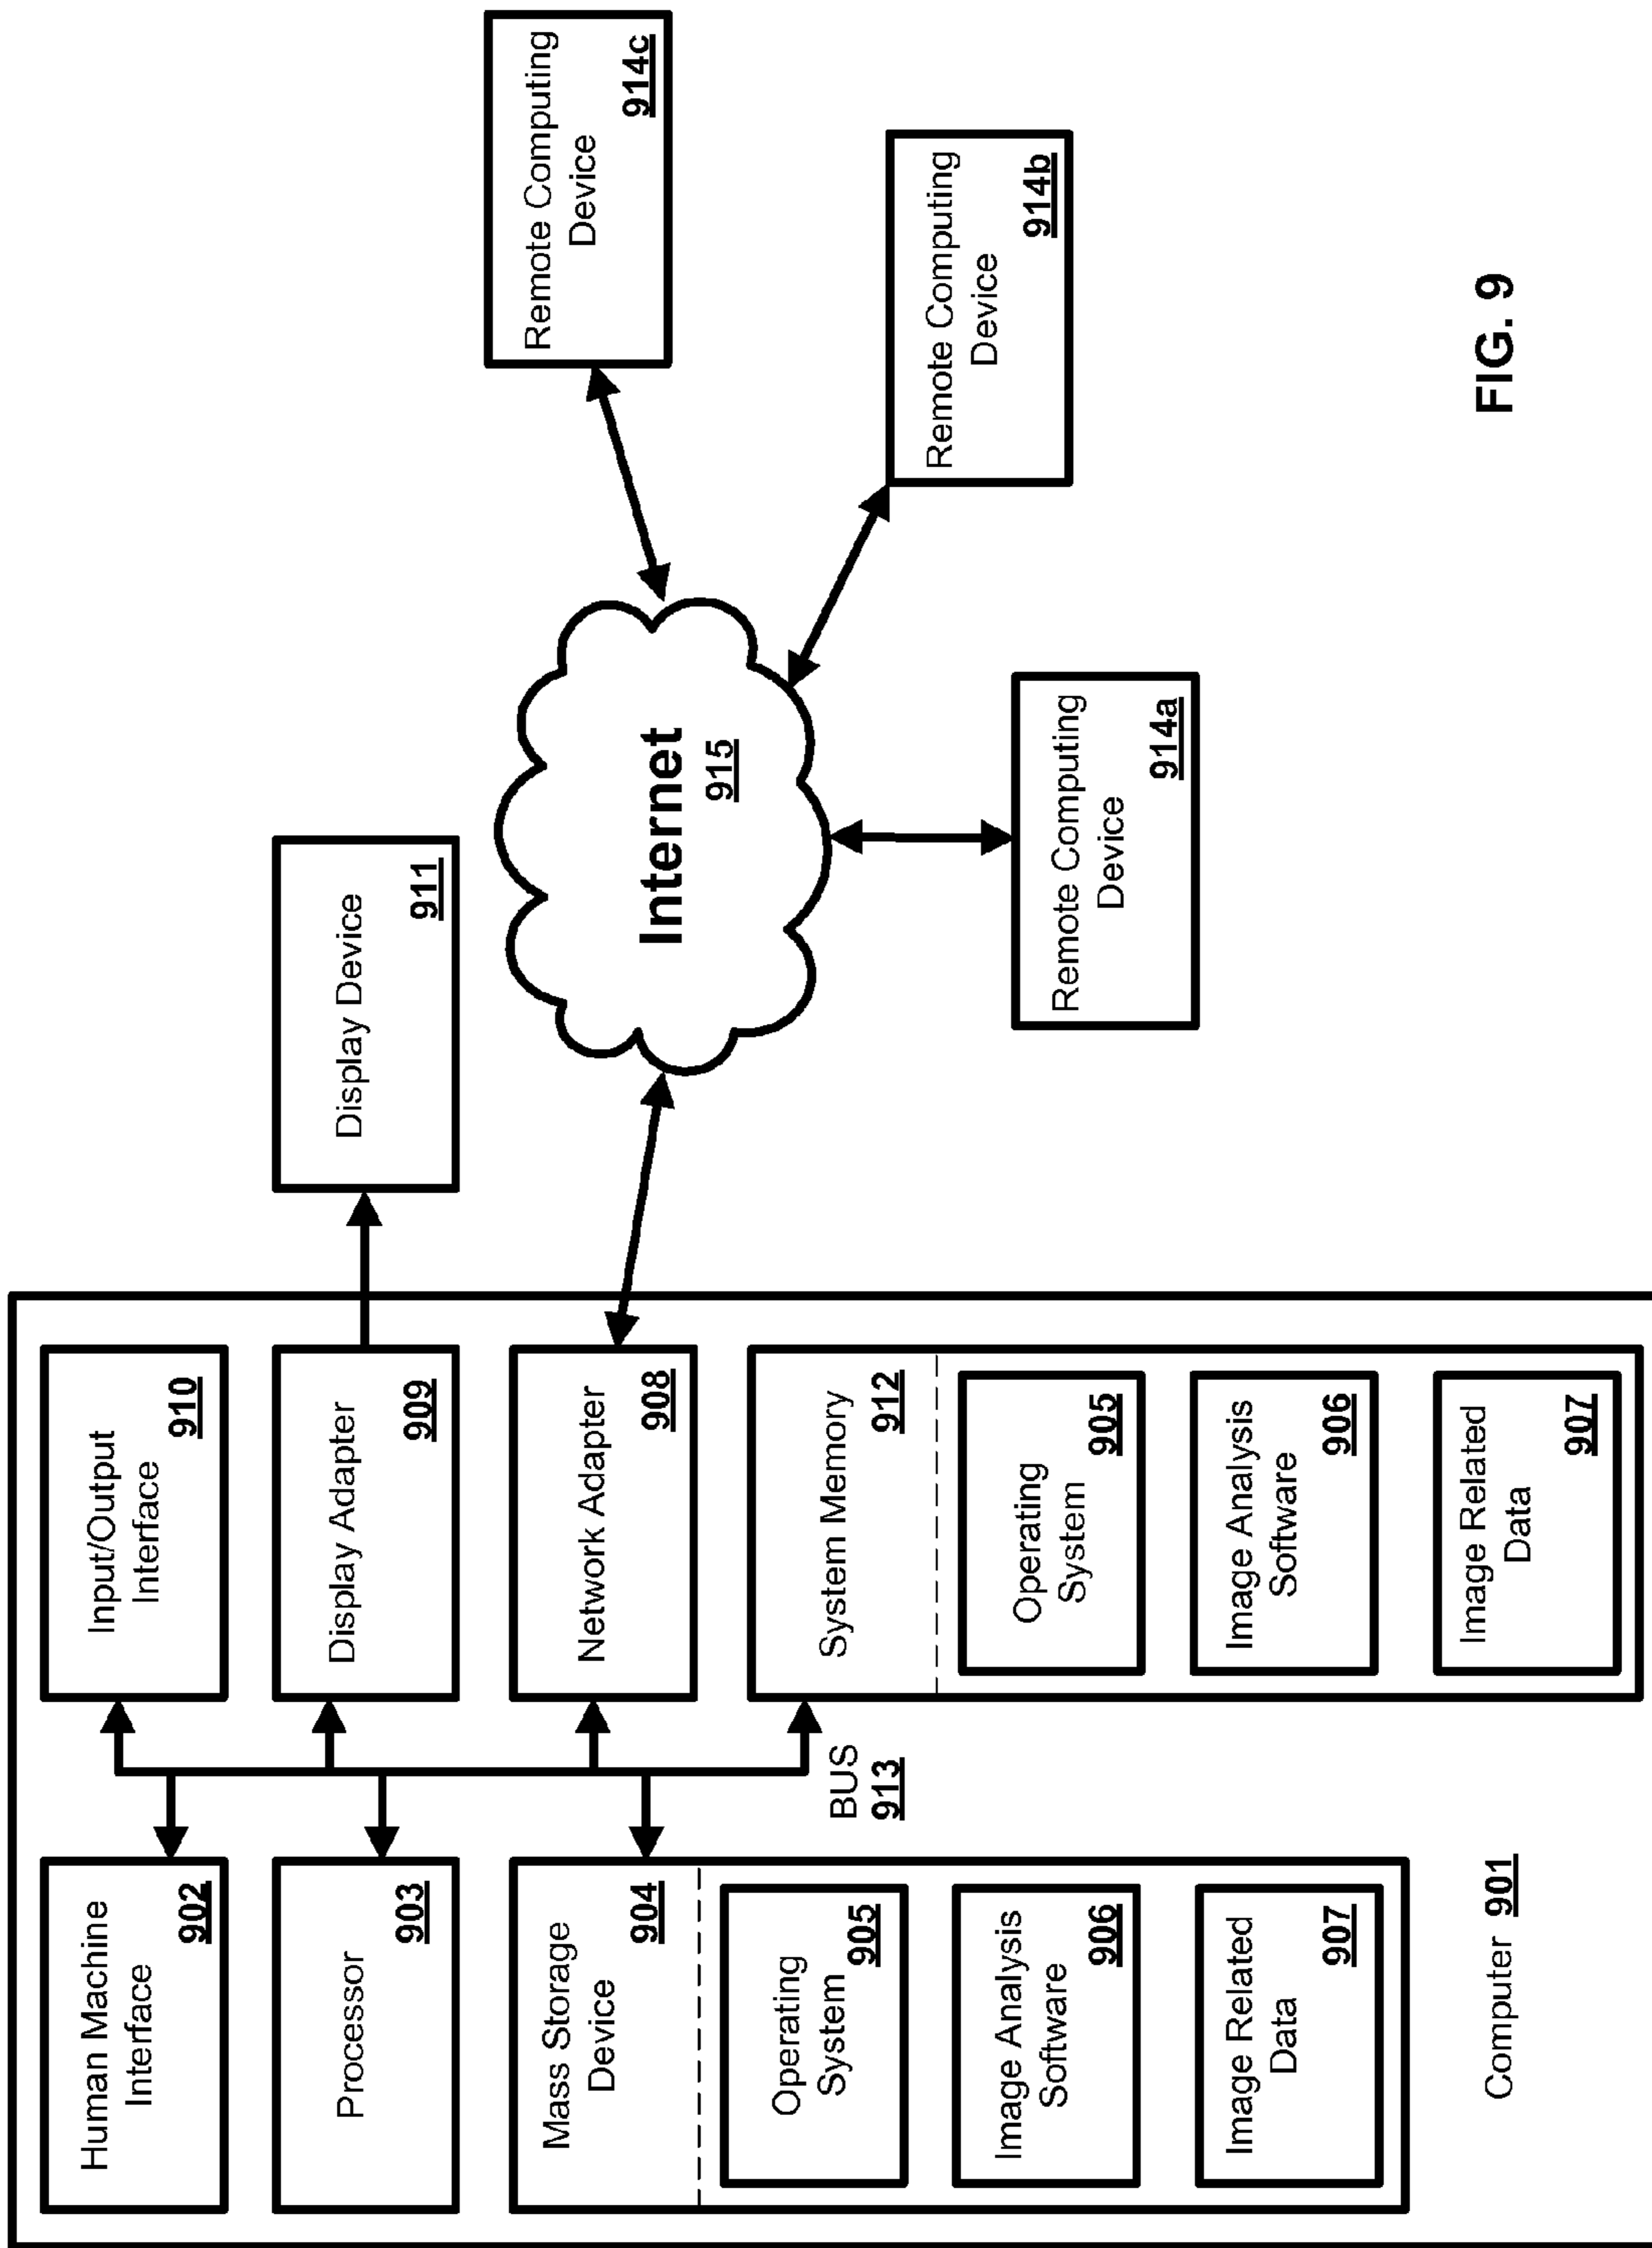 Human Machine
Interface
902
Processor
903
Mass Storage
Device
904
Operating
System
905
Image Analysis
Software
906
Image Related
Data
907
Computer 901
BUS
913
Input/Output
Interface
910
Display Adapter
909
Network Adapter
908
System Memory
912
Operating
System
905
Image Analysis
Software
906
Image Related
Data
907
Display Device
911
Internet
915
Remote Computing
Device
914a
Remote Computing
Device
914b
Remote Computing
Device
914c
FIG. 9